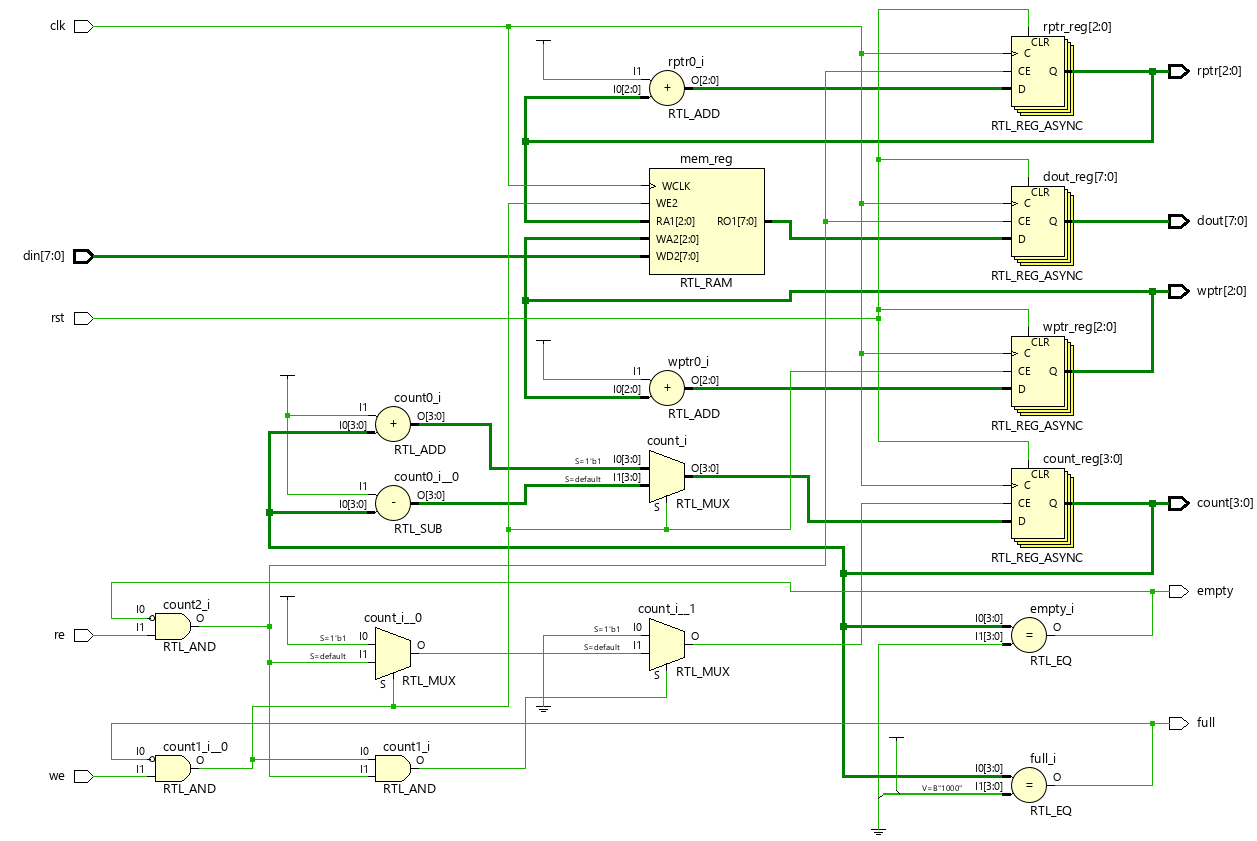 clk
rptr_reg[2:0]
CLR
C
CE
Q
D
RTL_REG_ASYNC
rptr[2:0]
rptr0_i
I1
I0[2:0]
+
O[2:0]
RTL_ADD
mem_reg
WCLK
WE2
RA1[2:0]
RO1[7:0]
WA2[2:0]
WD2[7:0]
RTL_RAM
dout_reg[7:0]
CLR
C
CE
Q
D
RTL_REG_ASYNC
dout[7:0]
din[7:0]
wptr[2:0]
rst
wptr_reg[2:0]
CLR
C
CE
Q
D
RTL_REG_ASYNC
wptr0_i
I1
I0[2:0]
+
O[2:0]
RTL_ADD
count0_i
I1
I0[3:0]
+
O[3:0]
RTL_ADD
count0_i__0
I1
I0[3:0]
-
O[3:0]
RTL_SUB
count_i
S=1'b1
I0[3:0]
S=default
I1[3:0]
O[3:0]
S
RTL_MUX
count_reg[3:0]
CLR
C
CE
Q
D
RTL_REG_ASYNC
count[3:0]
empty
re
count2_i
I0
I1
O
RTL_AND
count_i__0
S=1'b1
I0
S=default
I1
O
S
RTL_MUX
count_i__1
S=1'b1
I0
S=default
I1
O
S
RTL_MUX
empty_i
I0[3:0]
I1[3:0]
=
O
RTL_EQ
full
we
count1_i__0
I0
I1
O
RTL_AND
count1_i
I0
I1
O
RTL_AND
full_i
I0[3:0]
V=B"1000"
I1[3:0]
=
O
RTL_EQ